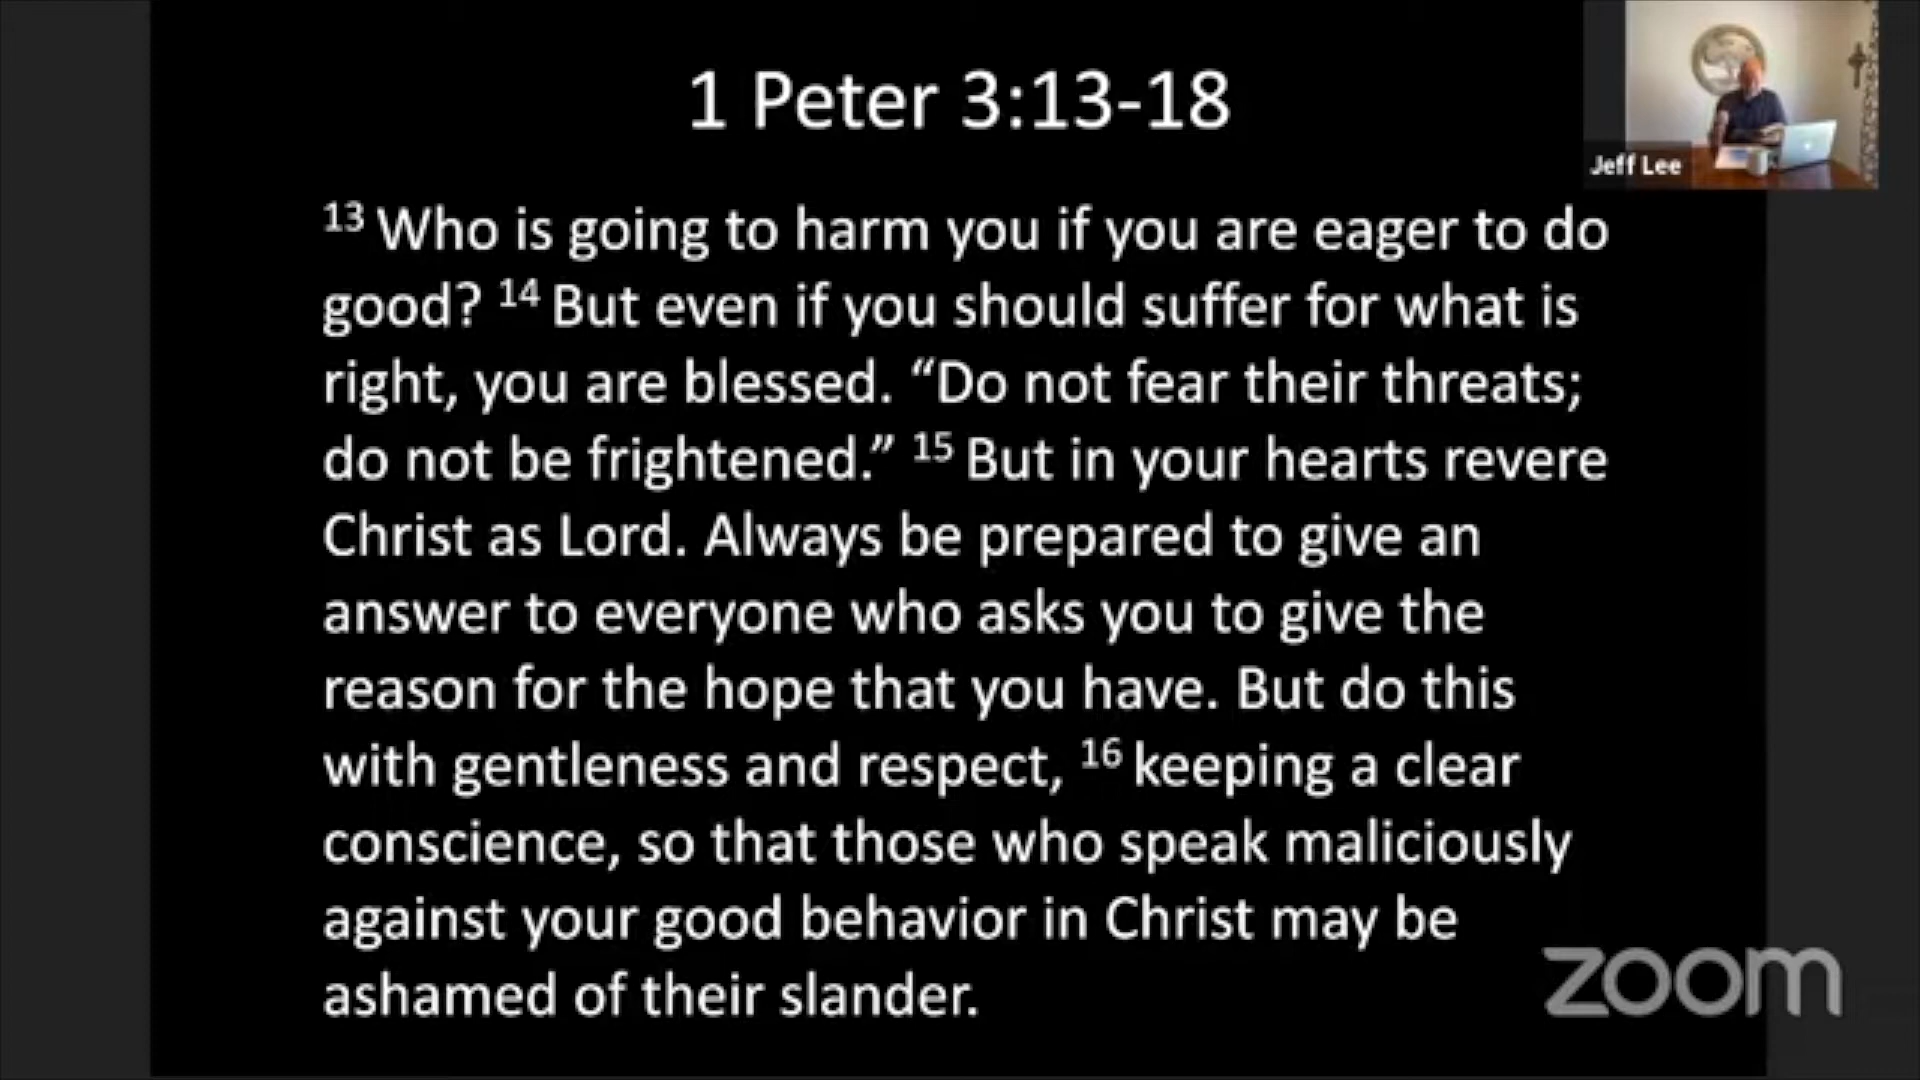 1 Peter 3:13-18
Jeff Lee
13 Who is going to harm you if you are eager to do
good? 14 But even if you should suffer for what is
right, you are blessed. “Do not fear their threats;
do not be frightened.” 15 But in your hearts revere
Christ as Lord. Always be prepared to give an
answer to everyone who asks you to give the
reason for the hope that you have. But do this
with gentleness and respect, 16 keeping a clear
conscience, so that those who speak maliciously
against your good behavior in Christ may be
ashamed of their slander.
zoom